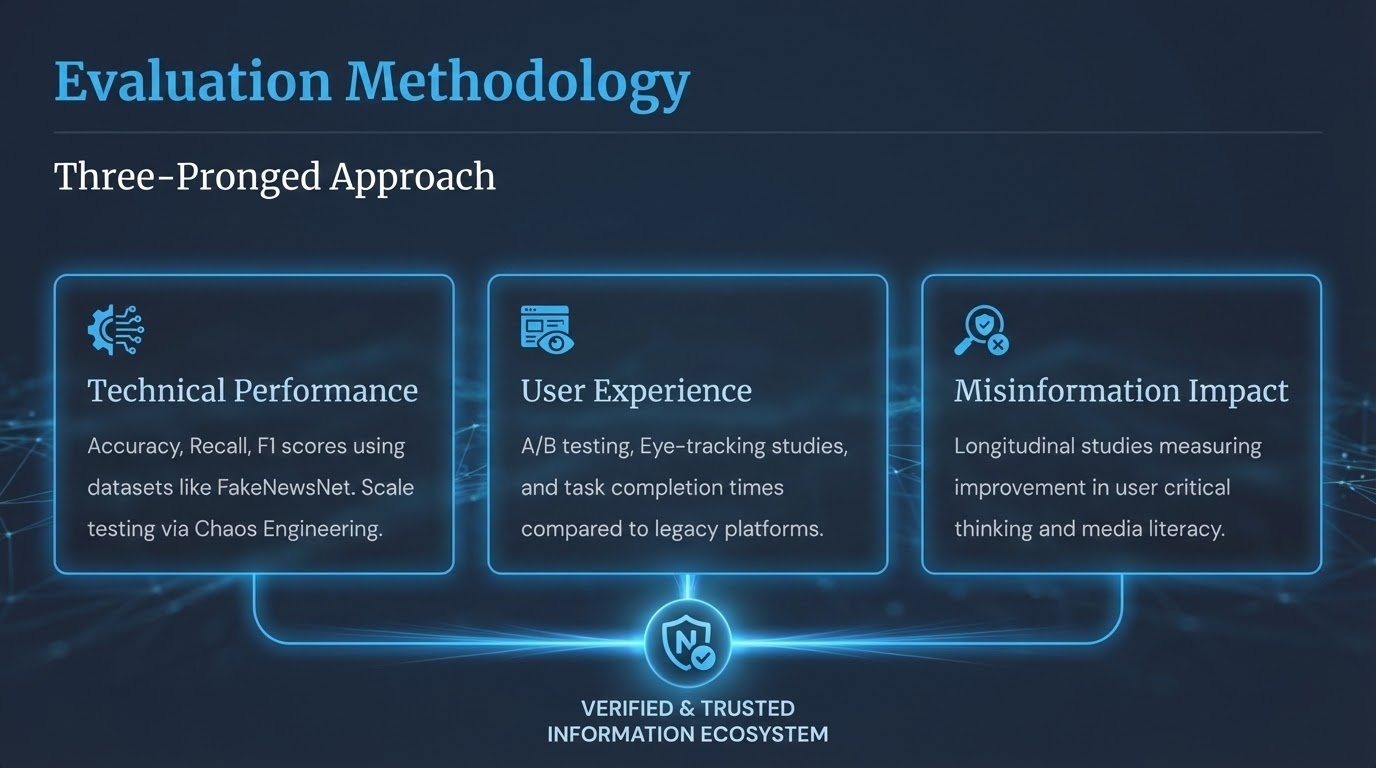 Evaluation Methodology
Three-Pronged Approach
Technical Performance
Accuracy, Recall, F1 scores using
datasets like FakeNewsNet. Scale
testing via Chaos Engineering.
User Experience
A/B testing, Eye-tracking studies,
and task completion times
compared to legacy platforms.
Misinformation Impact
Longitudinal studies measuring
improvement in user critical
thinking and media literacy.
N
VERIFIED & TRUSTED
INFORMATION ECOSYSTEM